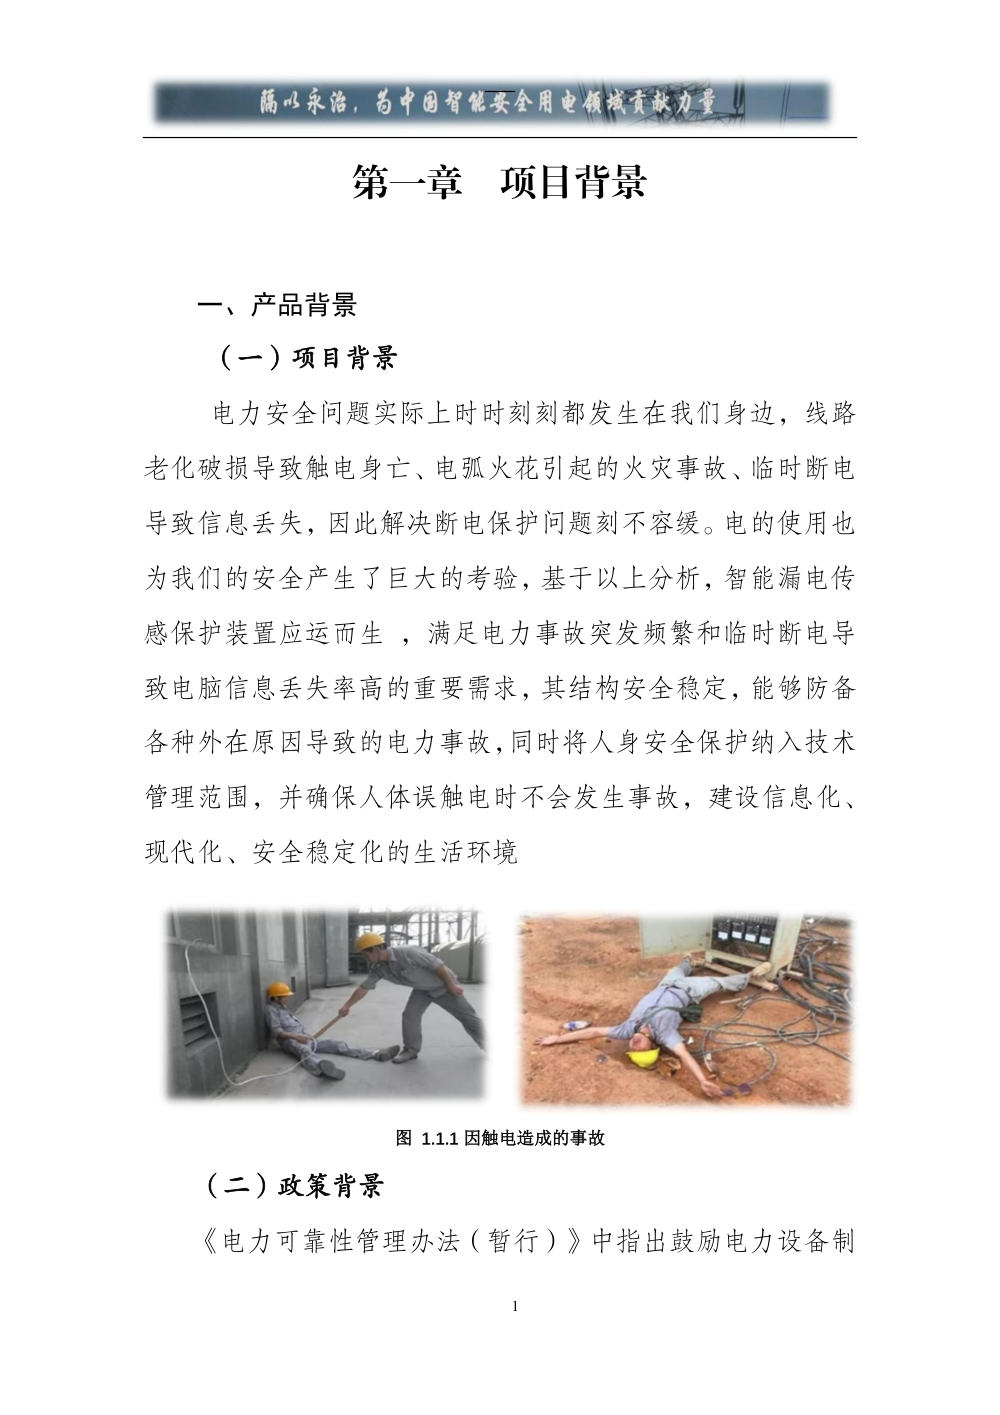 隔以永治，为中国智能安全用电领域贡献力量
第一章　项目背景
一、产品背景
（一）项目背景
电力安全问题实际上时时刻刻都发生在我们身边，线路
老化破损导致触电身亡、电弧火花引起的火灾事故、临时断电
导致信息丢失，因此解决断电保护问题刻不容缓。电的使用也
为我们的安全产生了巨大的考验，基于以上分析，智能漏电传
感保护装置应运而生 ，满足电力事故突发频繁和临时断电导
致电脑信息丢失率高的重要需求，其结构安全稳定，能够防备
各种外在原因导致的电力事故，同时将人身安全保护纳入技术
管理范围，并确保人体误触电时不会发生事故，建设信息化、
现代化、安全稳定化的生活环境
图 1.1.1 因触电造成的事故
（二）政策背景
《电力可靠性管理办法（暂行）》中指出鼓励电力设备制
1